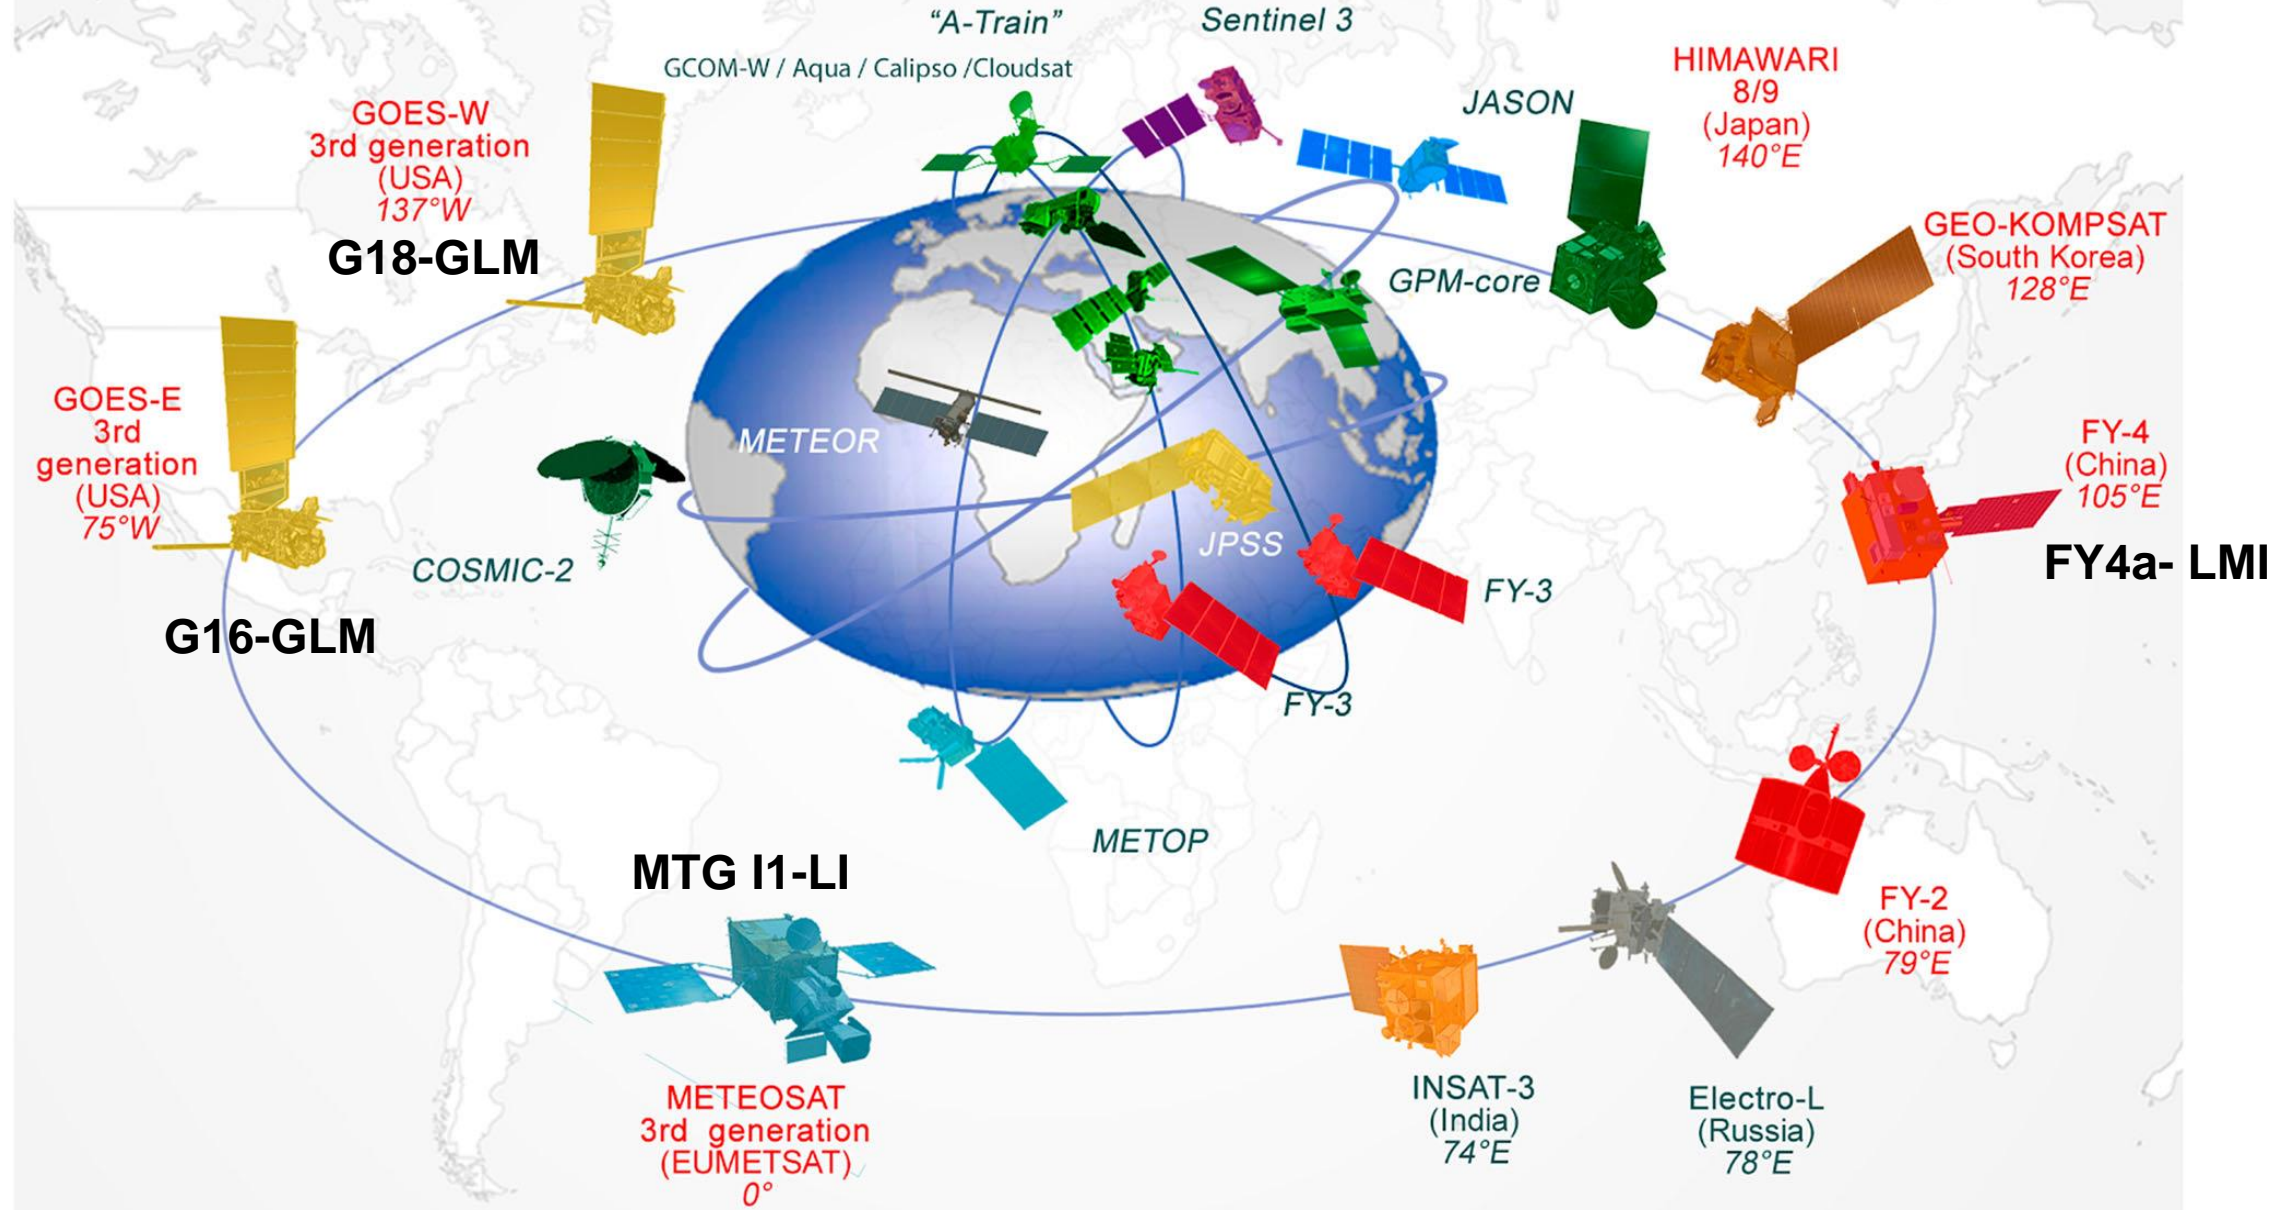 “A-Train”
Sentinel 3
GCOM-W / Aqua / Calipso /Cloudsat
HIMAWARI
8/9
(Japan)
140°E
JASON
GOES-W
3rd generation
(USA)
137°W
G18-GLM
GEO-KOMPSAT
(South Korea)
128°E
GPM-core
GOES-E
3rd
generation
(USA)
75°W
METEOR
FY-4
(China)
105°E
FY4a- LMI
COSMIC-2
JPSS
FY-3
G16-GLM
FY-3
METOP
MTG I1-LI
FY-2
(China)
79°E
METEOSAT
3rd generation
(EUMETSAT)
0°
INSAT-3
(India)
74°E
Electro-L
(Russia)
78°E